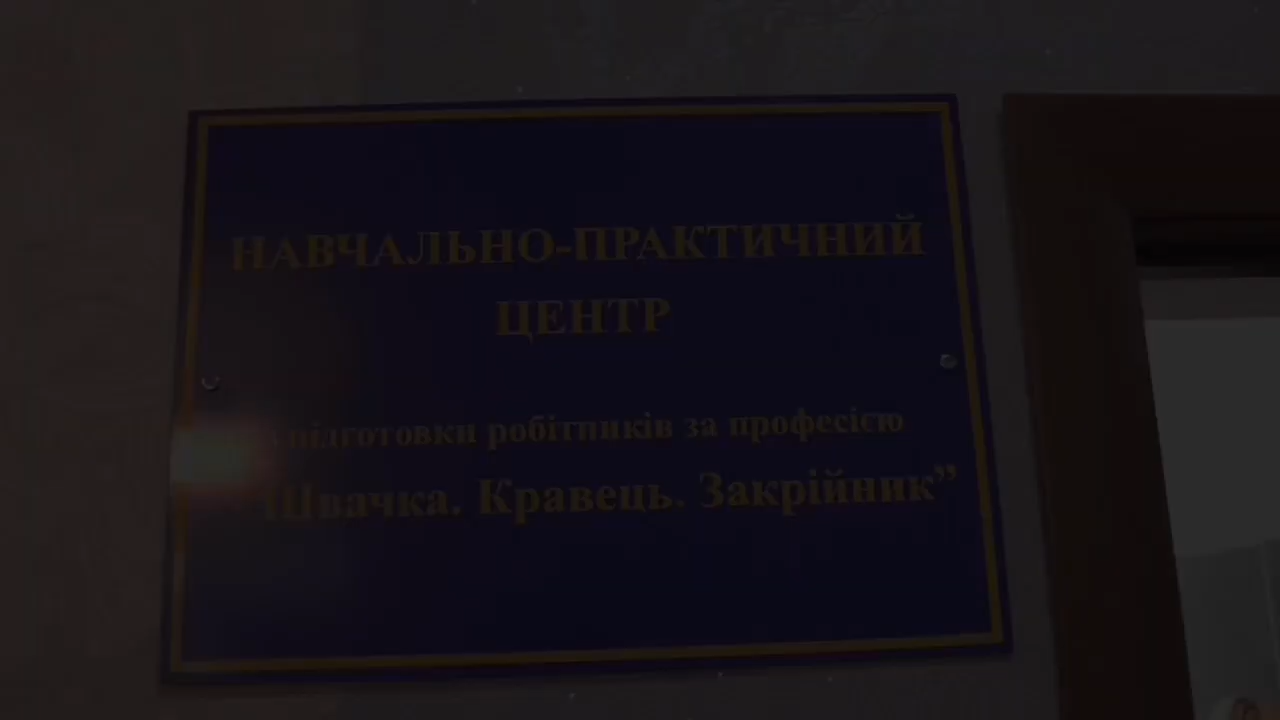 НАВЧАЛЬНО-ПРАКТИЧНИЙ
ЦЕНТР
підготовки робітників за професією
Швачка. Кравець. Закрійник”